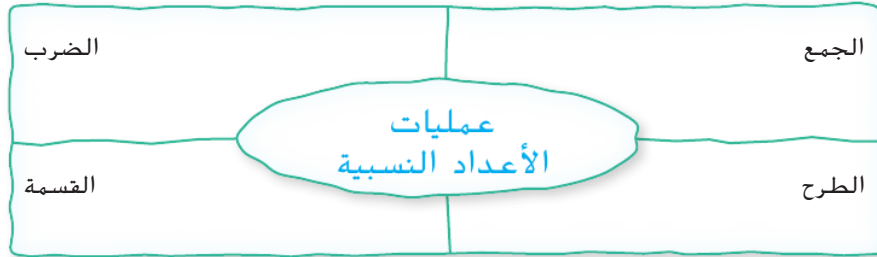 الجمع
الضرب
عمليات
الأعداد النسبية
الطرح
القسمة